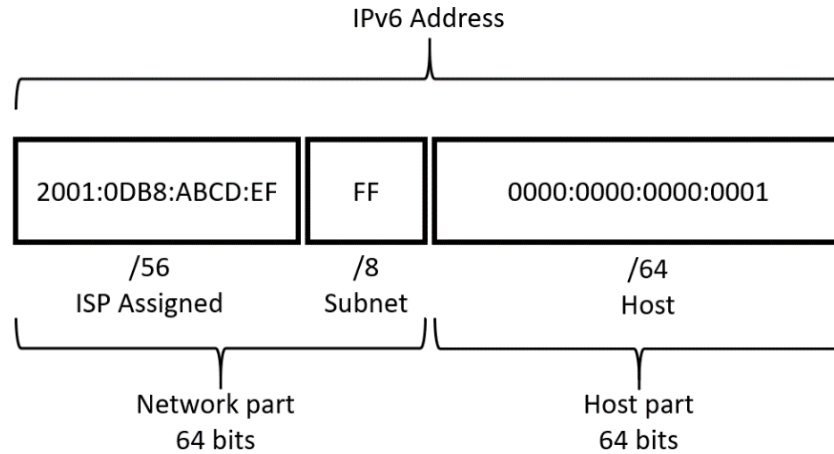 IPv6 Address
2001:0DB8:ABCD:EF
FF
0000:0000:0000:0001
/56
/8
/64
ISP Assigned
Subnet
Host
Network part
Host part
64 bits
64 bits